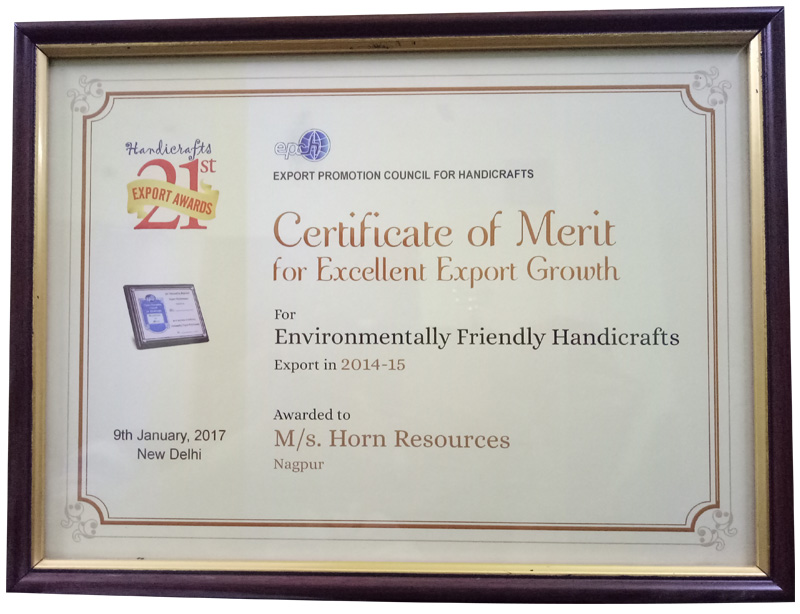 Handicrafts
21st
EXPORT AWARDS
epch
EXPORT PROMOTION COUNCIL FOR HANDICRAFTS
Certificate of Merit
for Excellent Export Growth
For
Environmentally Friendly Handicrafts
Export in 2014-15
9th January, 2017
New Delhi
Awarded to
M/s. Horn Resources
Nagpur